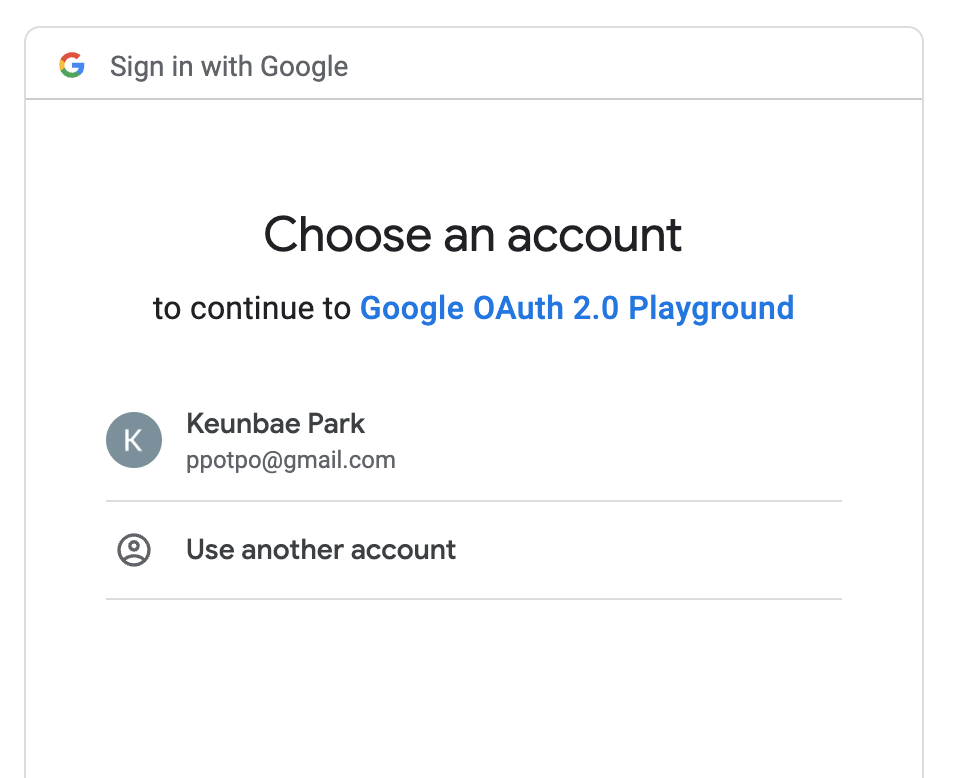 Sign in with Google
Choose an account
to continue to Google OAuth 2.0 Playground
K
Keunbae Park
ppotpo@gmail.com
Use another account